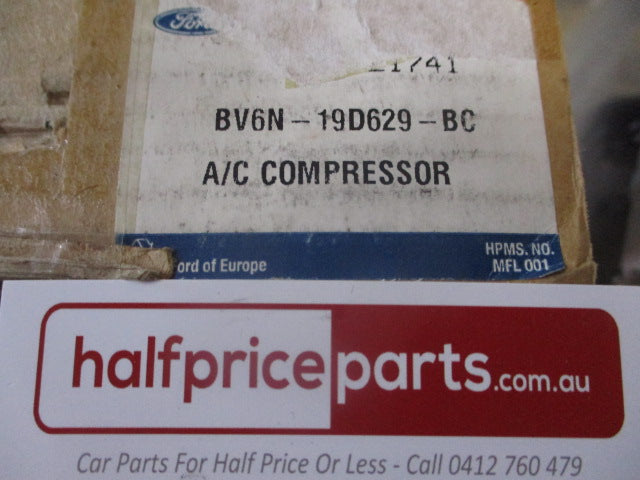 Ford
21741
BV6N-19D629-BC
A/C COMPRESSOR
ord of Europe
HPMS. NO.
MFL 001
halfpriceparts.com.au
Car Parts For Half Price Or Less - Call 0412 760 479